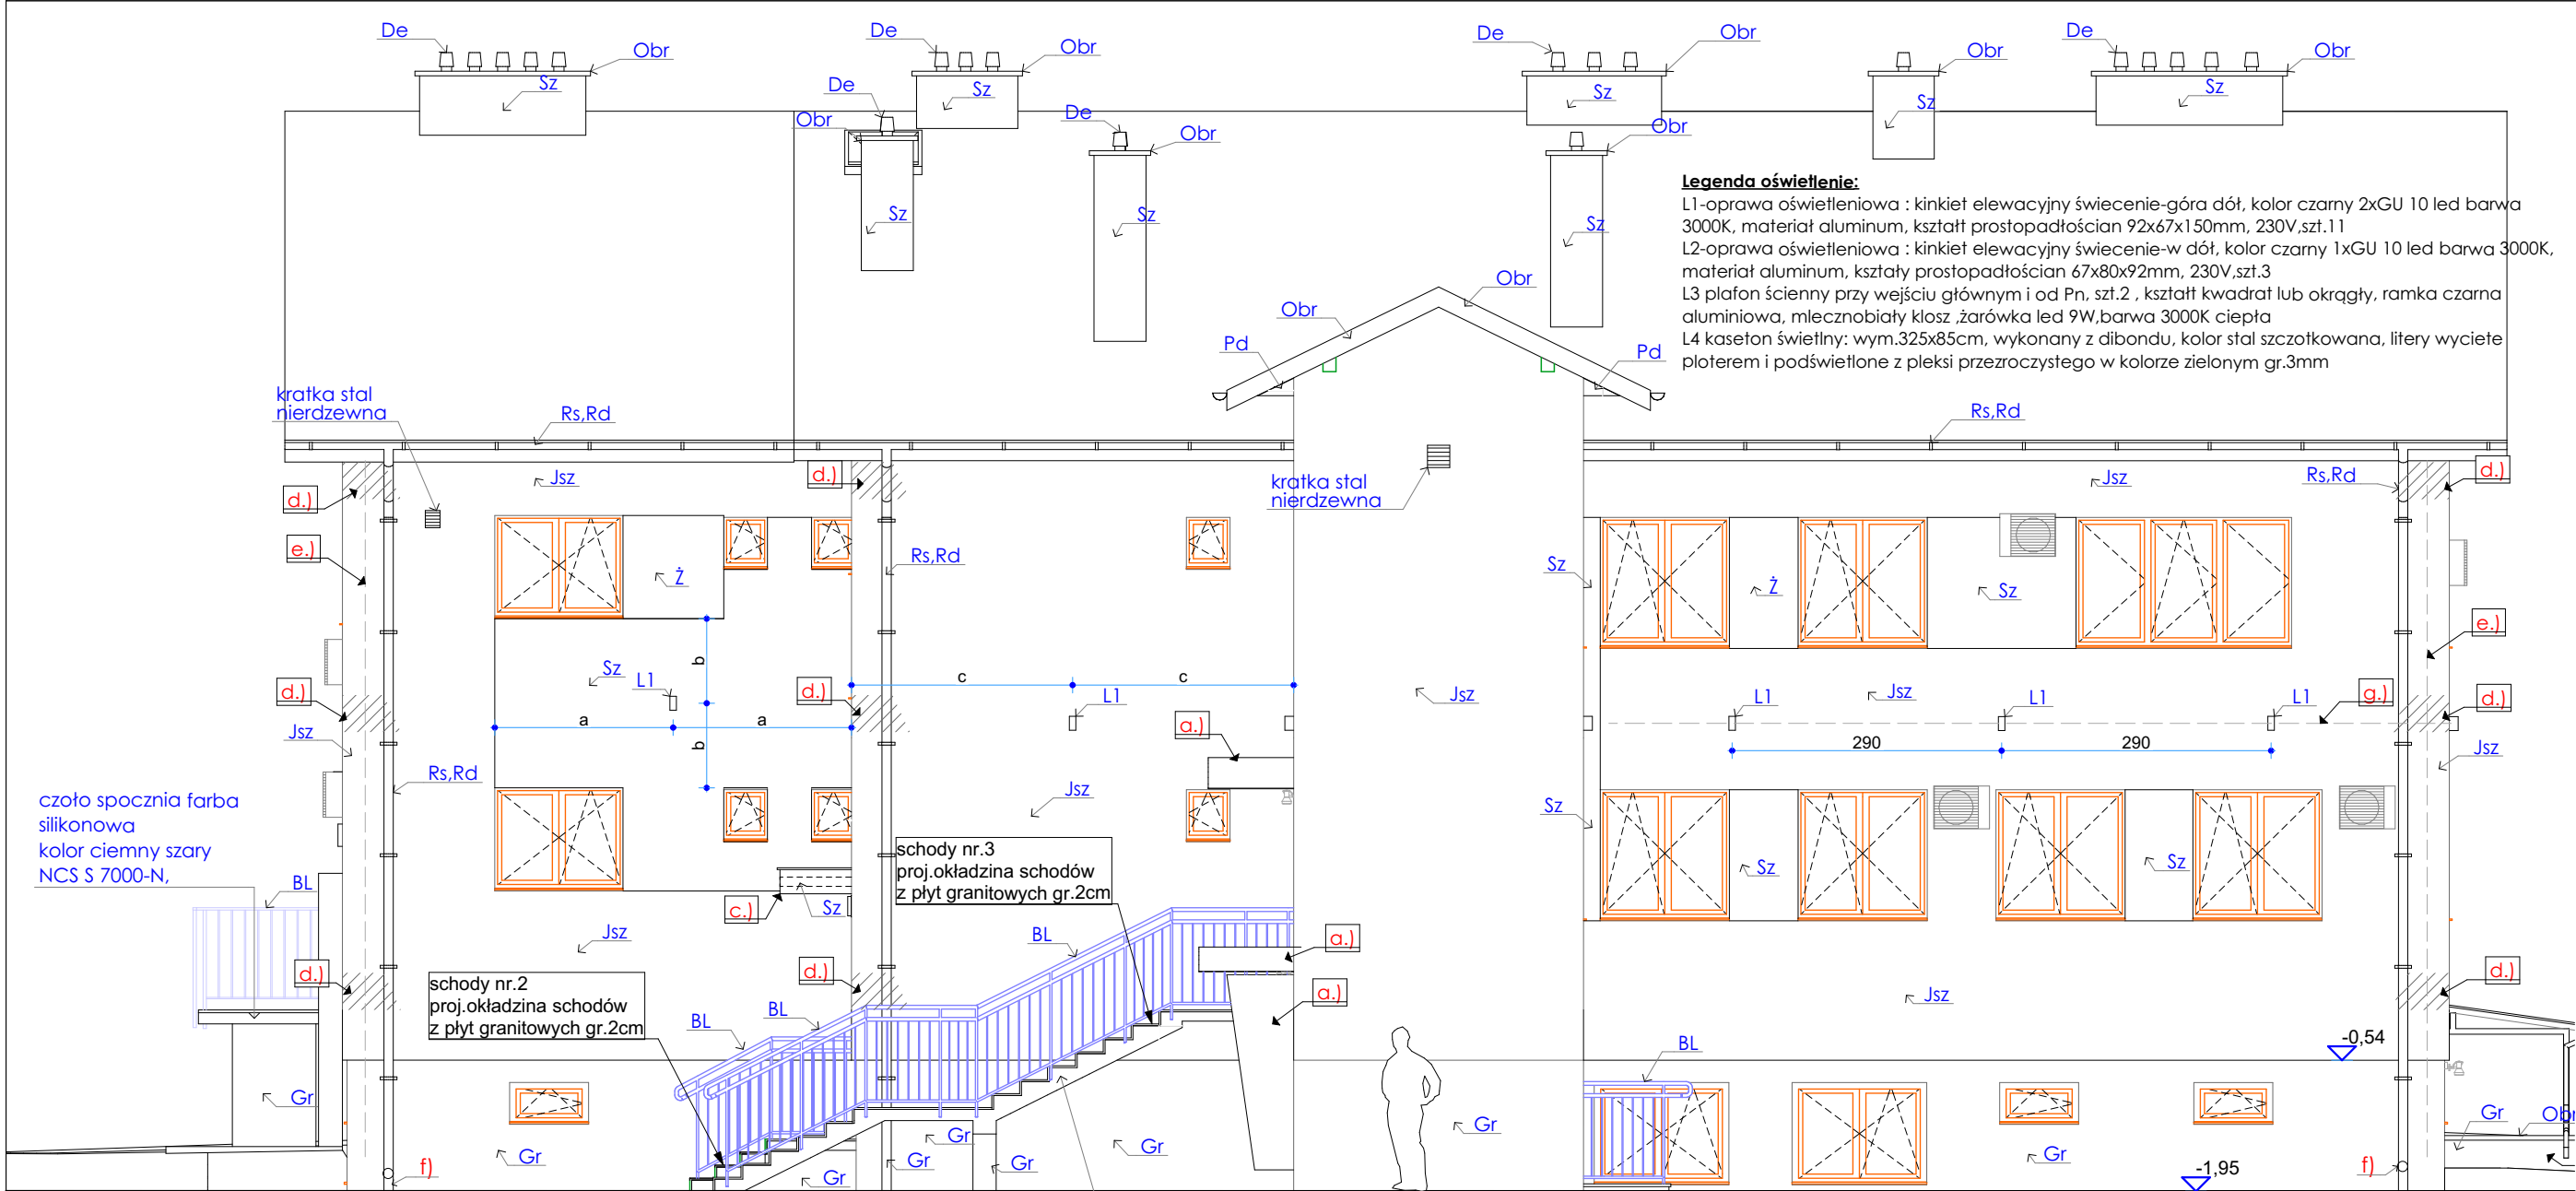 De
Obr
Sz
De
Obr
Sz
De
Obr
Sz
De
Obr
Sz
De
Obr
Sz
Obr
Sz
De
Obr
Sz
Obr
Sz
Legenda oświetlenie:
L1-oprawa oświetleniowa : kinkiet elewacyjny świecenie-góra dół, kolor czarny 2xGU 10 led barwa
3000K, materiał aluminum, kształt prostopadłościan 92x67x150mm, 230V,szt.11
L2-oprawa oświetleniowa : kinkiet elewacyjny świecenie-w dół, kolor czarny 1xGU 10 led barwa 3000K,
materiał aluminum, kształy prostopadłościan 67x80x92mm, 230V,szt.3
L3 plafon ścienny przy wejściu głównym i od Pn, szt.2 , kształt kwadrat lub okrągły, ramka czarna
aluminiowa, mlecznobiały klosz ,żarówka led 9W,barwa 3000K ciepła
L4 kaseton świetlny: wym.325x85cm, wykonany z dibondu, kolor stal szczotkowana, litery wyciete
ploterem i podświetlone z pleksi przezroczystego w kolorze zielonym gr.3mm
Obr
Obr
Pd
Pd
kratka stal
nierdzewna
Rs,Rd
Rs,Rd
Jsz
d.)
d.)
kratka stal
nierdzewna
Jsz
Rs,Rd
d.)
e.)
Rs,Rd
Ż
Sz
Ż
Sz
e.)
Sz
b
L1
d.)
d.)
c
c
L1
a
a
b
a.)
Jsz
L1
Jsz
L1
L1
g.)
d.)
290
290
Jsz
Jsz
Rs,Rd
Jsz
czoło spocznia farba
silikonowa
kolor ciemny szary
NCS S 7000-N,
Sz
schody nr.3
proj.okładzina schodów
z płyt granitowych gr.2cm
Sz
Sz
BL
c.)
Sz
Jsz
BL
a.)
d.)
schody nr.2
proj.okładzina schodów
z płyt granitowych gr.2cm
d.)
d.)
a.)
Jsz
BL
BL
BL
-0,54
Gr
Gr
Gr
Gr
Gr
Gr
Gr
Gr
Gr
Gr
Obr
f)
f)
-1,95